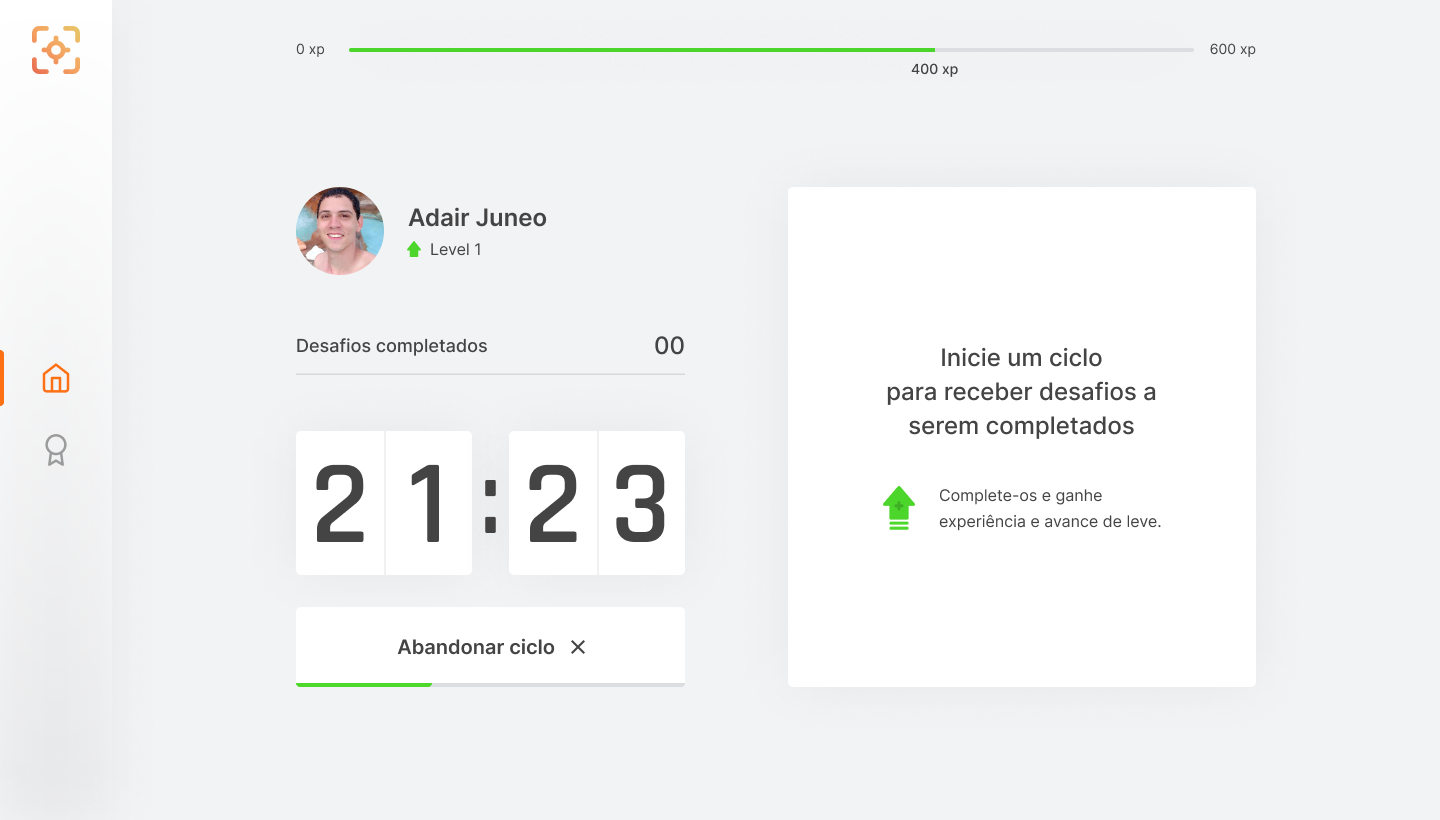 0 xp
600 xp
400 xp
Adair Juneo
Level 1
Desafios completados 00
21:23
Abandonar ciclo
Inicie um ciclo
para receber desafios a
serem completados
Complete-os e ganhe
experiência e avance de leve.